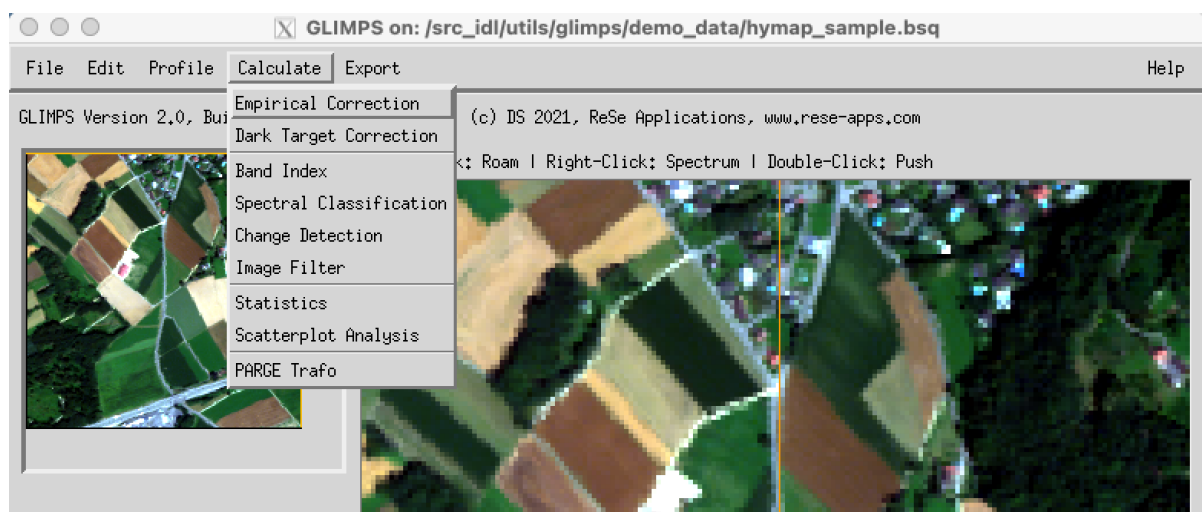 GLIMPS on: /src_idl/utils/glimps/demo_data/hymap_sample.bsq
File Edit Profile Calculate Export Help
GLIMPS Version 2.0, (c) DS 2021, ReSe Applications, www.rese-apps.com
Roam | Right-Click: Spectrum | Double-Click: Push
Empirical Correction
Dark Target Correction
Band Index
Spectral Classification
Change Detection
Image Filter
Statistics
Scatterplot Analysis
PARGE Trafo